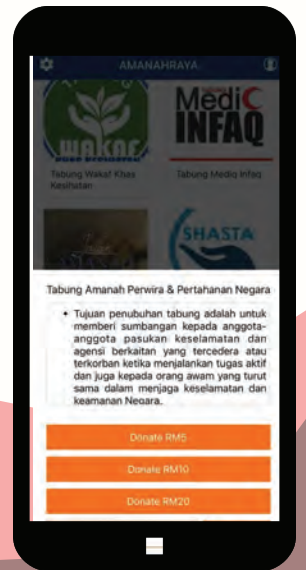 AMANAHRAYA
WAKAF
Medic
INFAQ
Tabung Wakaf Khas
Kesihatan
Tabung Mediq Infaq
SHASTA
Tabung Amanah Perwira & Pertahanan Negara
Tujuan penubuhan tabung adalah untuk
memberi sumbangan kepada anggota-
anggota pasukan keselamatan dan
agensi berkaitan yang tercedera atau
terkorban ketika menjalankan tugas aktif
dan juga kepada orang awam yang turut
sama dalam menjaga keselamatan dan
keamanan Negara.
Donate RM5
Donate RM10
Donate RM20